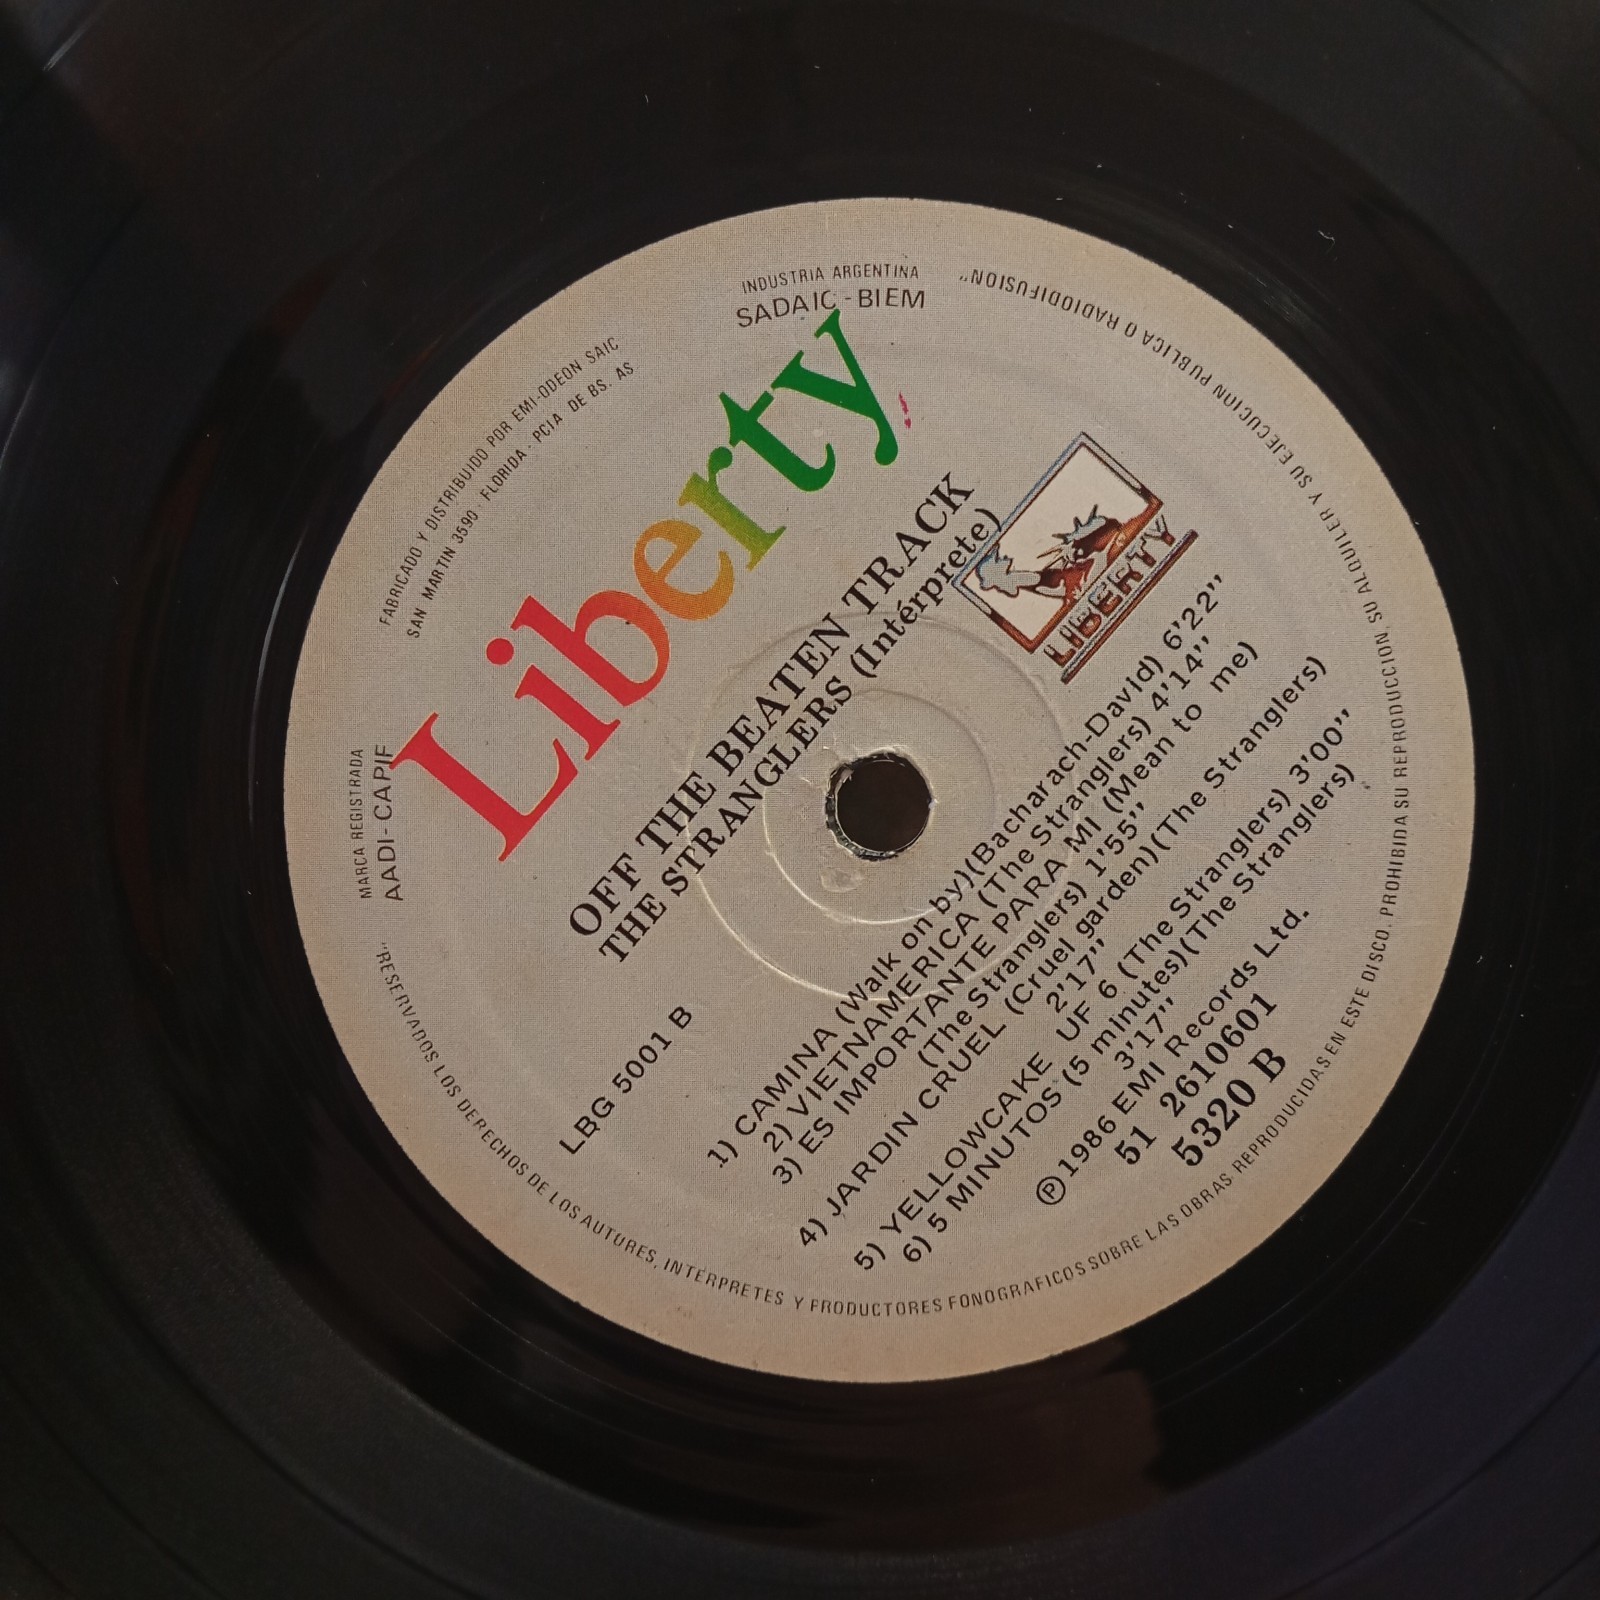 INDUSTRIA ARGENTINA
SADAIC - BIEM
FABRICADO Y DISTRIBUIDO POR EMI-ODEON SAIC
SAN MARTIN 3590 - FLORIDA - PCIA DE BS. AS
MARCA REGISTRADA
AADI - CAPIF
Liberty
OFF THE BEATEN TRACK
THE STRANGLERS (Intérprete)
LIBERTY
LBG 5001 B
1) CAMINA (Walk on by)(Bacharach-David) 6'22"
2) VIETNAMERICA (The Stranglers) 4'14"
3) ES IMPORTANTE PARA MI (Mean to me)
(The Stranglers) 1'55"
4) JARDIN CRUEL (Cruel garden)(The Stranglers)
2'17"
5) YELLOWCAKE UF 6 (The Stranglers) 3'00"
6) 5 MINUTOS (5 minutes)(The Stranglers)
3'17"
Ⓟ 1986 EMI Records Ltd.
51 2610601
5320 B
"RESERVADOS LOS DERECHOS DE LOS AUTORES, INTERPRETES Y PRODUCTORES FONOGRAFICOS SOBRE LAS OBRAS REPRODUCIDAS EN ESTE DISCO. PROHIBIDA SU REPRODUCCION, SU ALQUILER Y SU EJECUCION PUBLICA O RADIODIFUSION"